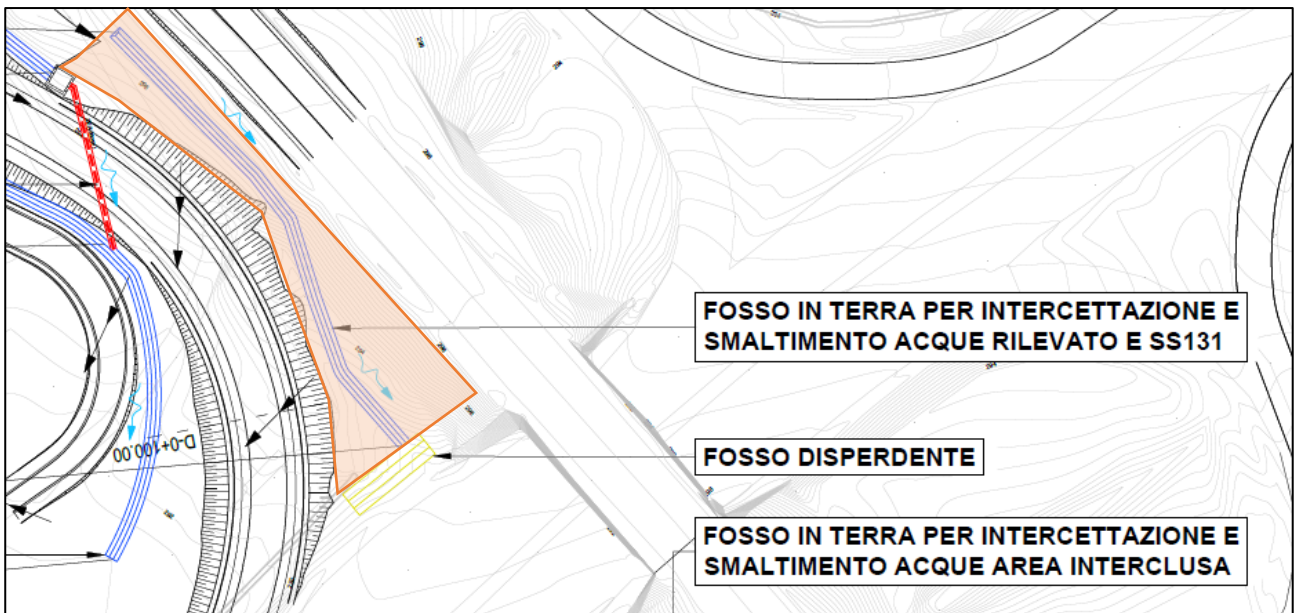 FOSSO IN TERRA PER INTERCETTAZIONE E
SMALTIMENTO ACQUE RILEVATO E SS131
FOSSO DISPERDENTE
FOSSO IN TERRA PER INTERCETTAZIONE E
SMALTIMENTO ACQUE AREA INTERCLUSA
D-0+100.00